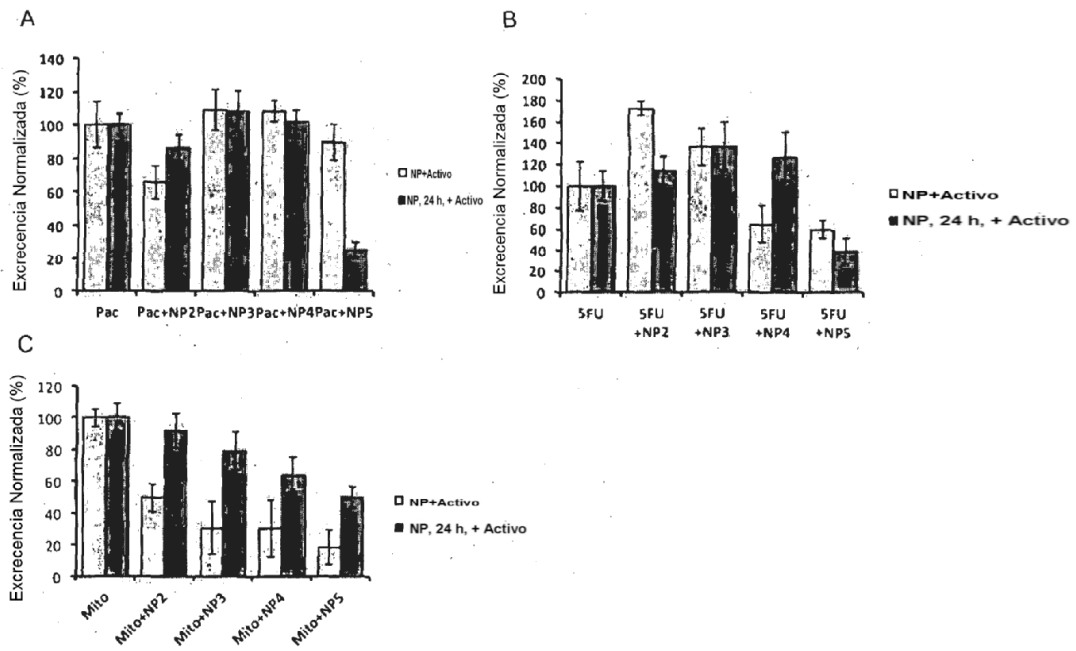 A
Excrecencia Normalizada (%)
140
120
100
80
60
40
20
0
Pac
Pac+NP2
Pac+NP3
Pac+NP4
Pac+NP5
NP+Activo
NP, 24 h, + Activo
B
Excrecencia Normalizada (%)
200
180
160
140
120
100
80
60
40
20
0
5FU
5FU +NP2
5FU +NP3
5FU +NP4
5FU +NP5
NP+Activo
NP, 24 h, + Activo
C
Excrecencia Normalizada (%)
120
100
80
60
40
20
0
Mito
Mito+NP2
Mito+NP3
Mito+NP4
Mito+NP5
NP+Activo
NP, 24 h, + Activo